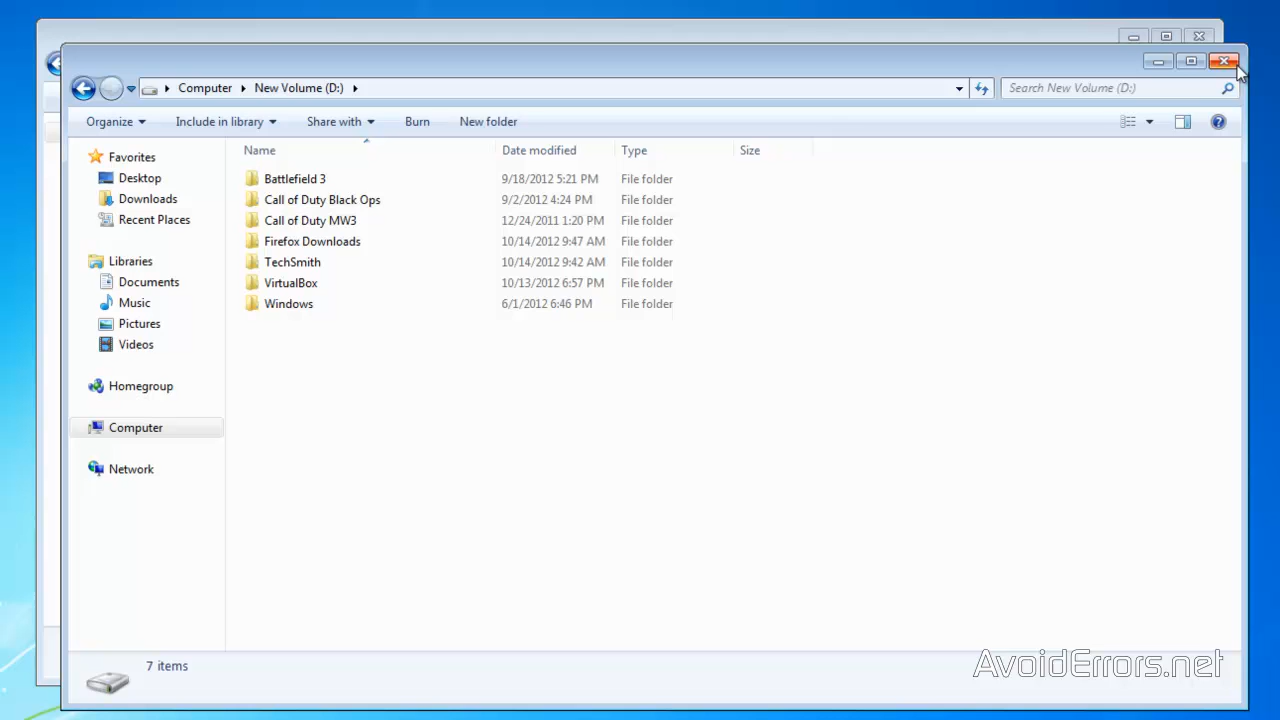 Computer New Volume (D:) Search New Volume (D:)
Organize Include in library Share with Burn New folder
Name Date modified Type Size
Favorites
Desktop
Downloads
Recent Places
Libraries
Documents
Music
Pictures
Videos
Homegroup
Computer
Network
Battlefield 3 9/18/2012 5:21 PM File folder
Call of Duty Black Ops 9/2/2012 4:24 PM File folder
Call of Duty MW3 12/24/2011 1:20 PM File folder
Firefox Downloads 10/14/2012 9:47 AM File folder
TechSmith 10/14/2012 9:42 AM File folder
VirtualBox 10/13/2012 6:57 PM File folder
Windows 6/1/2012 6:46 PM File folder
7 items
AvoidErrors.net